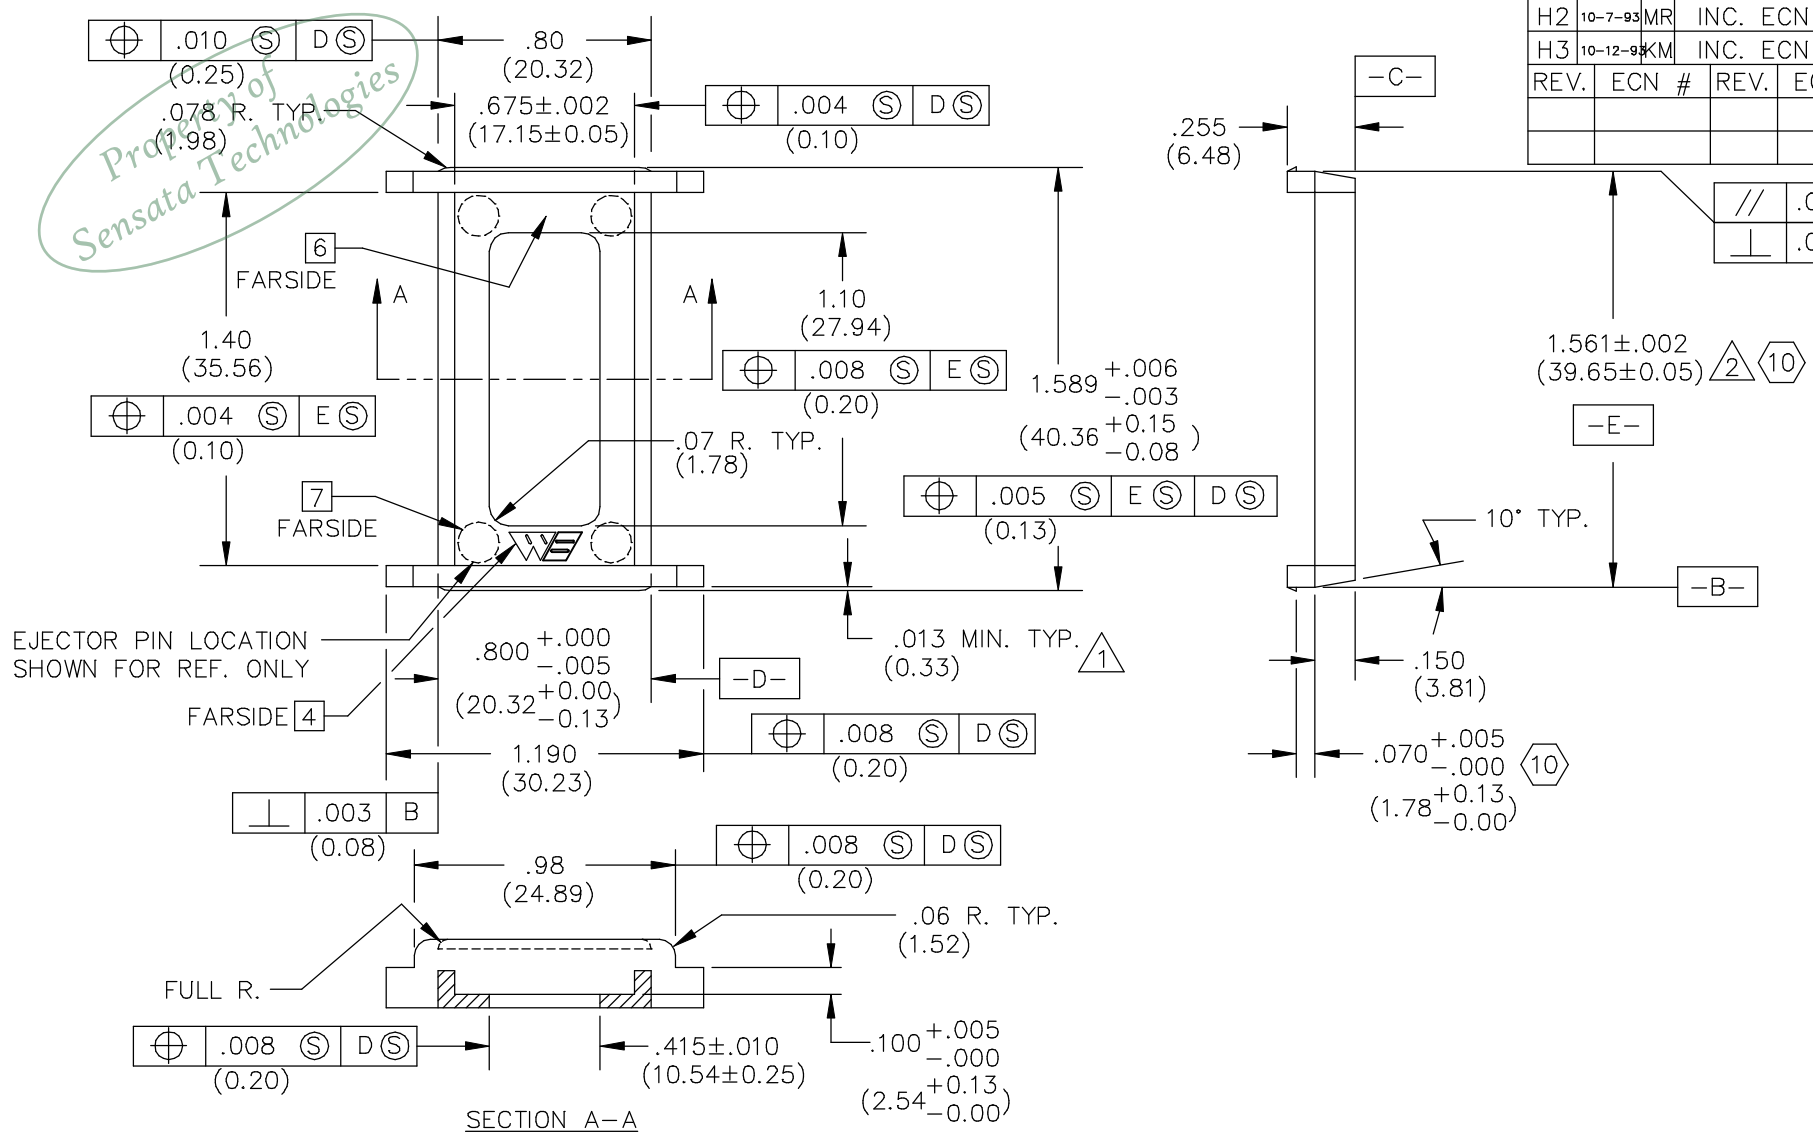 H2 10-7-93 MR INC. ECN
H3 10-12-93 KM INC. ECN
REV. ECN # REV.
⌖ .010 Ⓢ D Ⓢ
(0.25)
.80
(20.32)
.078 R. TYP.
(1.98)
Property of
Sensata Technologies
.675±.002
(17.15±0.05)
⌖ .004 Ⓢ D Ⓢ
(0.10)
-C-
.255
(6.48)
//
⊥
6
FARSIDE
A A
1.40
(35.56)
⌖ .004 Ⓢ E Ⓢ
(0.10)
1.10
(27.94)
⌖ .008 Ⓢ E Ⓢ
(0.20)
1.589 +.006
-.003
(40.36 +0.15
-0.08 )
⌖ .005 Ⓢ E Ⓢ D Ⓢ
(0.13)
1.561±.002
(39.65±0.05) 2 10
-E-
.07 R. TYP.
(1.78)
7
FARSIDE
10° TYP.
-B-
EJECTOR PIN LOCATION
SHOWN FOR REF. ONLY
FARSIDE 4
.800 +.000
-.005
(20.32 +0.00
-0.13)
-D-
.013 MIN. TYP. 1
(0.33)
.150
(3.81)
⌖ .008 Ⓢ D Ⓢ
(0.20)
1.190
(30.23)
.070 +.005
-.000 10
(1.78 +0.13
-0.00)
⊥ .003 B
(0.08)
⌖ .008 Ⓢ D Ⓢ
(0.20)
.98
(24.89)
.06 R. TYP.
(1.52)
FULL R.
⌖ .008 Ⓢ D Ⓢ
(0.20)
.415±.010
(10.54±0.25)
.100 +.005
-.000
(2.54 +0.13
-0.00)
SECTION A-A